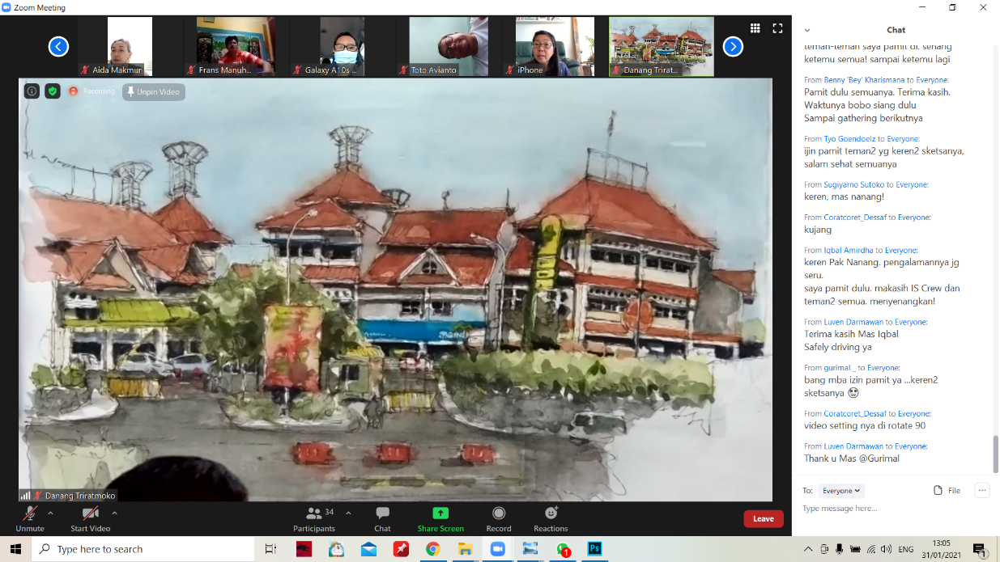 Zoom Meeting
Aida Makmur
Frans Manuh...
Galaxy A10s ...
Toto Avianto
iPhone
Danang Trirat...
Recording
Unpin Video
Danang Triratmoko
Chat
teman-teman saya pamit di. senang
ketemu semua! sampai ketemu lagi
From Benny 'Bey' Kharismana to Everyone:
Pamit dulu semuanya. Terima kasih.
Waktunya bobo siang dulu
Sampai gathering berikutnya
From Tyo Goendoelz to Everyone:
ijin pamit teman2 yg keren2 sketsanya,
salam sehat semuanya
From Sugiyarno Sutoko to Everyone:
keren, mas nanang!
From Coratcoret_Dessaf to Everyone:
kujang
From Iqbal Amirdha to Everyone:
keren Pak Nanang. pengalamannya jg
seru.
saya pamit dulu. makasih IS Crew dan
teman2 semua. menyenangkan!
From Luven Darmawan to Everyone:
Terima kasih Mas Iqbal
Safely driving ya
From gurimal _ to Everyone:
bang mba izin pamit ya ...keren2
sketsanya
From Coratcoret_Dessaf to Everyone:
video setting nya di rotate 90
From Luven Darmawan to Everyone:
Thank u Mas @Gurimal
To: Everyone
File
Type message here...
Unmute
Start Video
34
Participants
Chat
Share Screen
Record
Reactions
Leave
Type here to search
Ps
1
ENG
13:05
31/01/2021
1